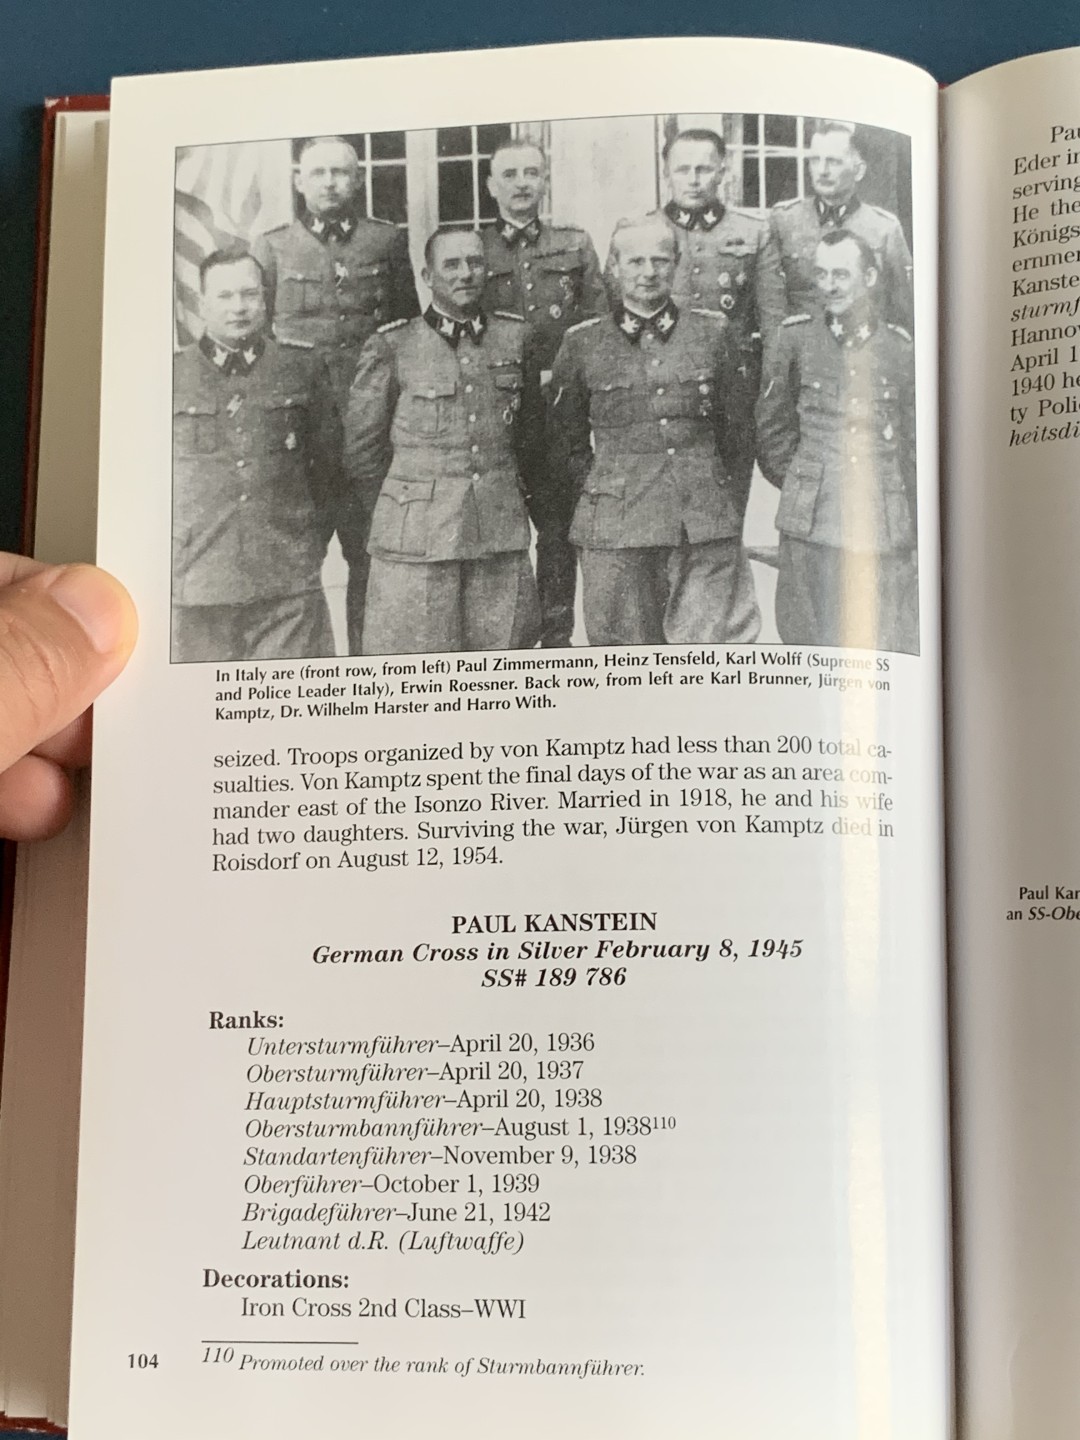 In Italy are (front row, from left) Paul Zimmermann, Heinz Tensfeld, Karl Wolff (Supreme SS
and Police Leader Italy), Erwin Roessner. Back row, from left are Karl Brunner, Jürgen von
Kamptz, Dr. Wilhelm Harster and Harro With.
seized. Troops organized by von Kamptz had less than 200 total ca-
sualties. Von Kamptz spent the final days of the war as an area com-
mander east of the Isonzo River. Married in 1918, he and his wife
had two daughters. Surviving the war, Jürgen von Kamptz died in
Roisdorf on August 12, 1954.
PAUL KANSTEIN
German Cross in Silver February 8, 1945
SS# 189 786
Ranks:
Untersturmführer–April 20, 1936
Obersturmführer–April 20, 1937
Hauptsturmführer–April 20, 1938
Obersturmbannführer–August 1, 1938110
Standartenführer–November 9, 1938
Oberführer–October 1, 1939
Brigadeführer–June 21, 1942
Leutnant d.R. (Luftwaffe)
Decorations:
Iron Cross 2nd Class–WWI
110 Promoted over the rank of Sturmbannführer.
104
Pau
Eder in
serving
He the
Königs
ernmen
Kanste
sturmf
Hannov
April 1
1940 he
ty Poli
heitsdi
Paul Kar
an SS-Obe